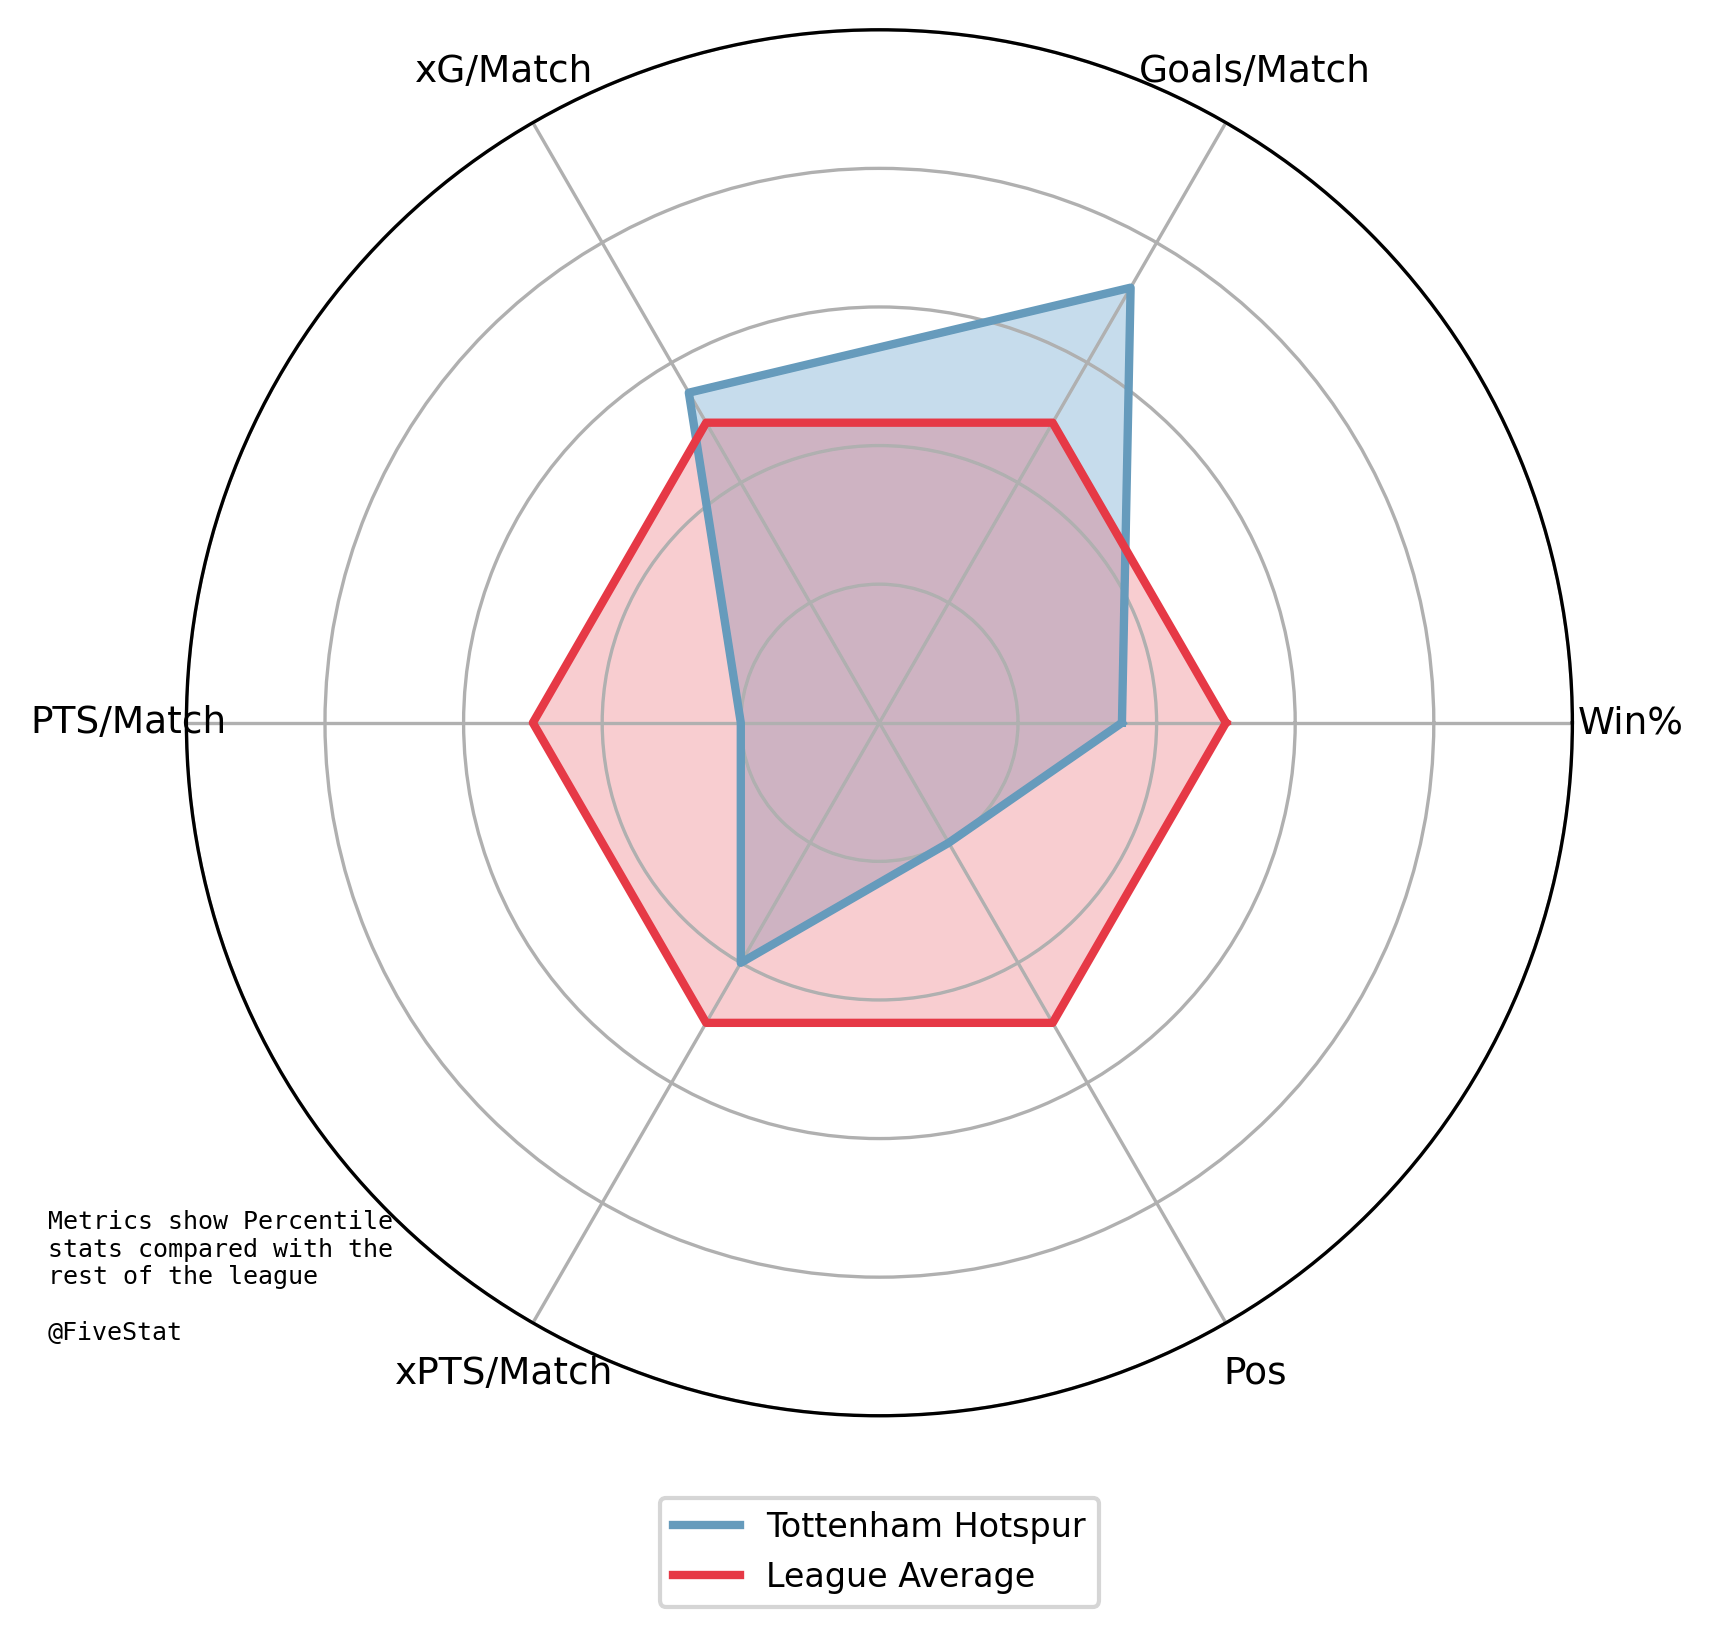 xG/Match
Goals/Match
PTS/Match
Win%
Metrics show Percentile
stats compared with the
rest of the league
@FiveStat
xPTS/Match
Pos
Tottenham Hotspur
League Average